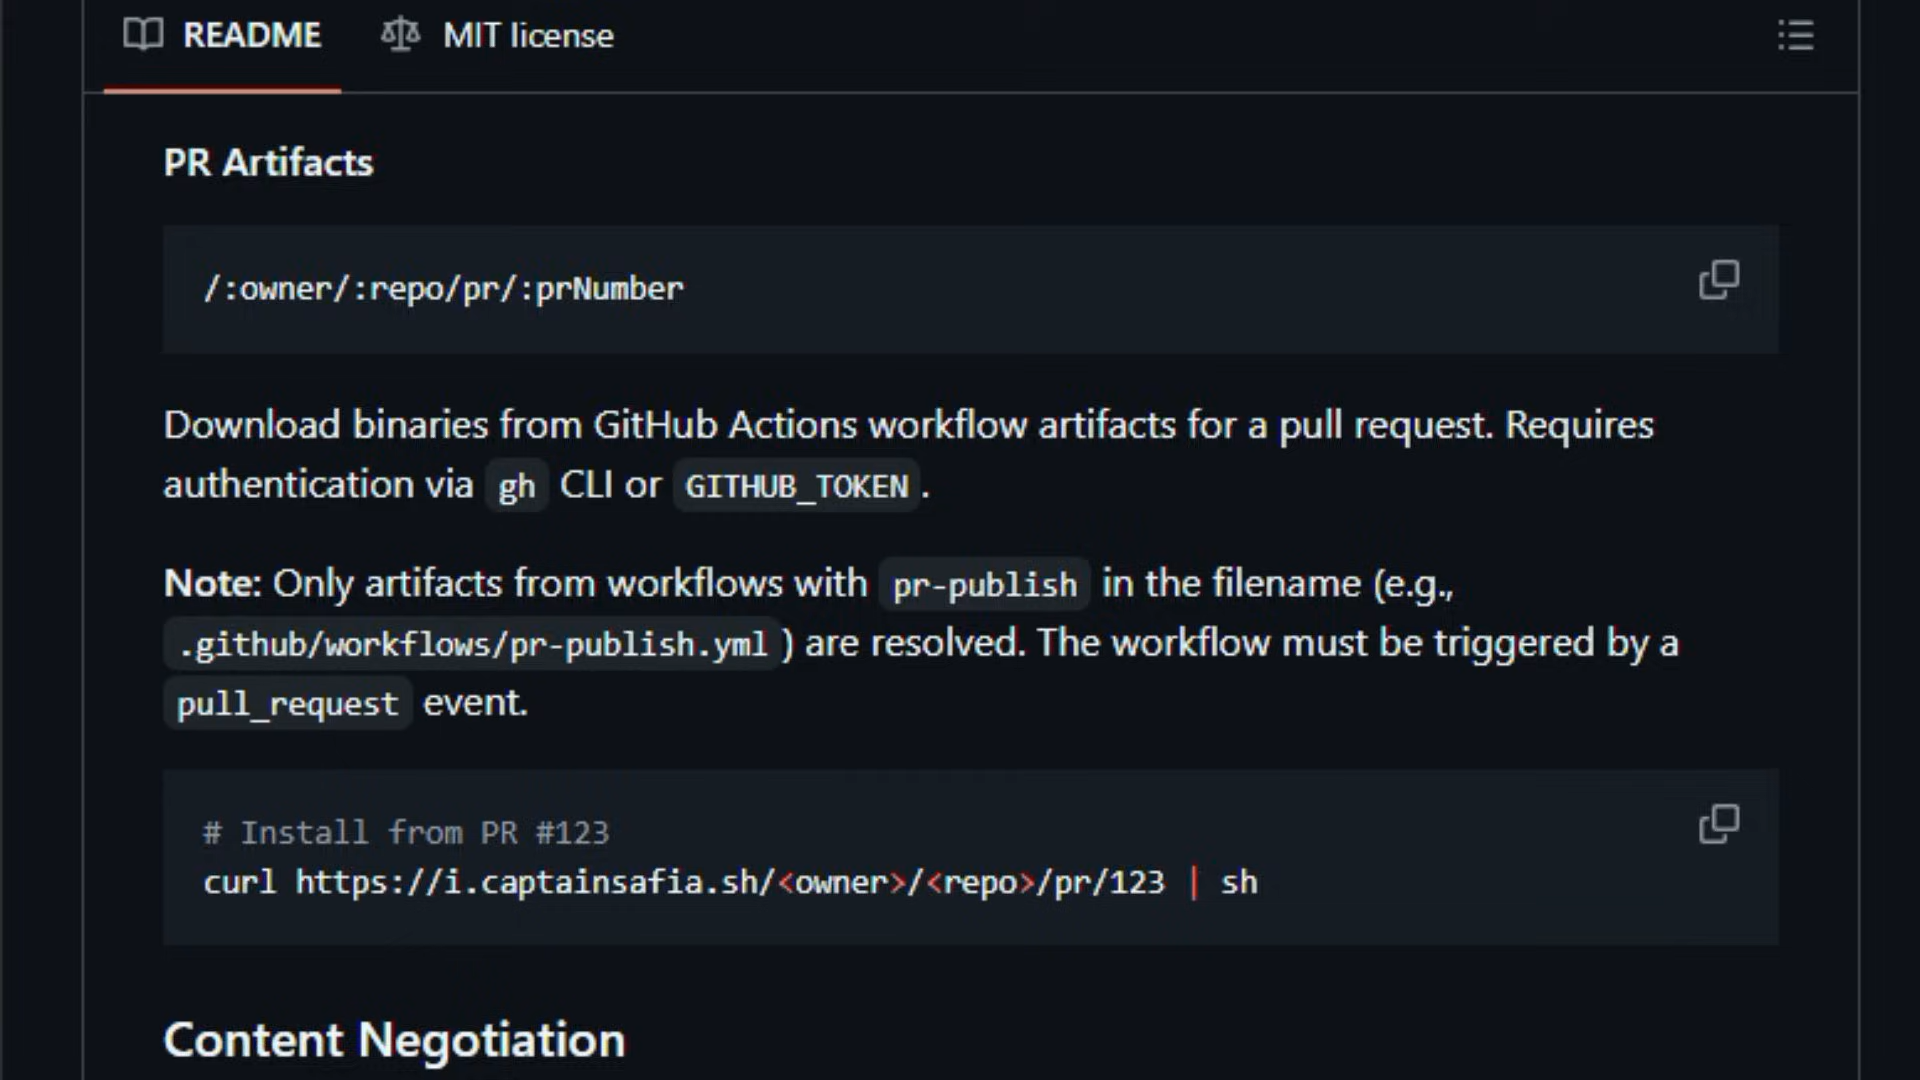 README MIT license
PR Artifacts
/:owner/:repo/pr/:prNumber
Download binaries from GitHub Actions workflow artifacts for a pull request. Requires
authentication via gh CLI or GITHUB_TOKEN .
Note: Only artifacts from workflows with pr-publish in the filename (e.g.,
.github/workflows/pr-publish.yml ) are resolved. The workflow must be triggered by a
pull_request event.
# Install from PR #123
curl https://i.captainsafia.sh/<owner>/<repo>/pr/123 | sh
Content Negotiation